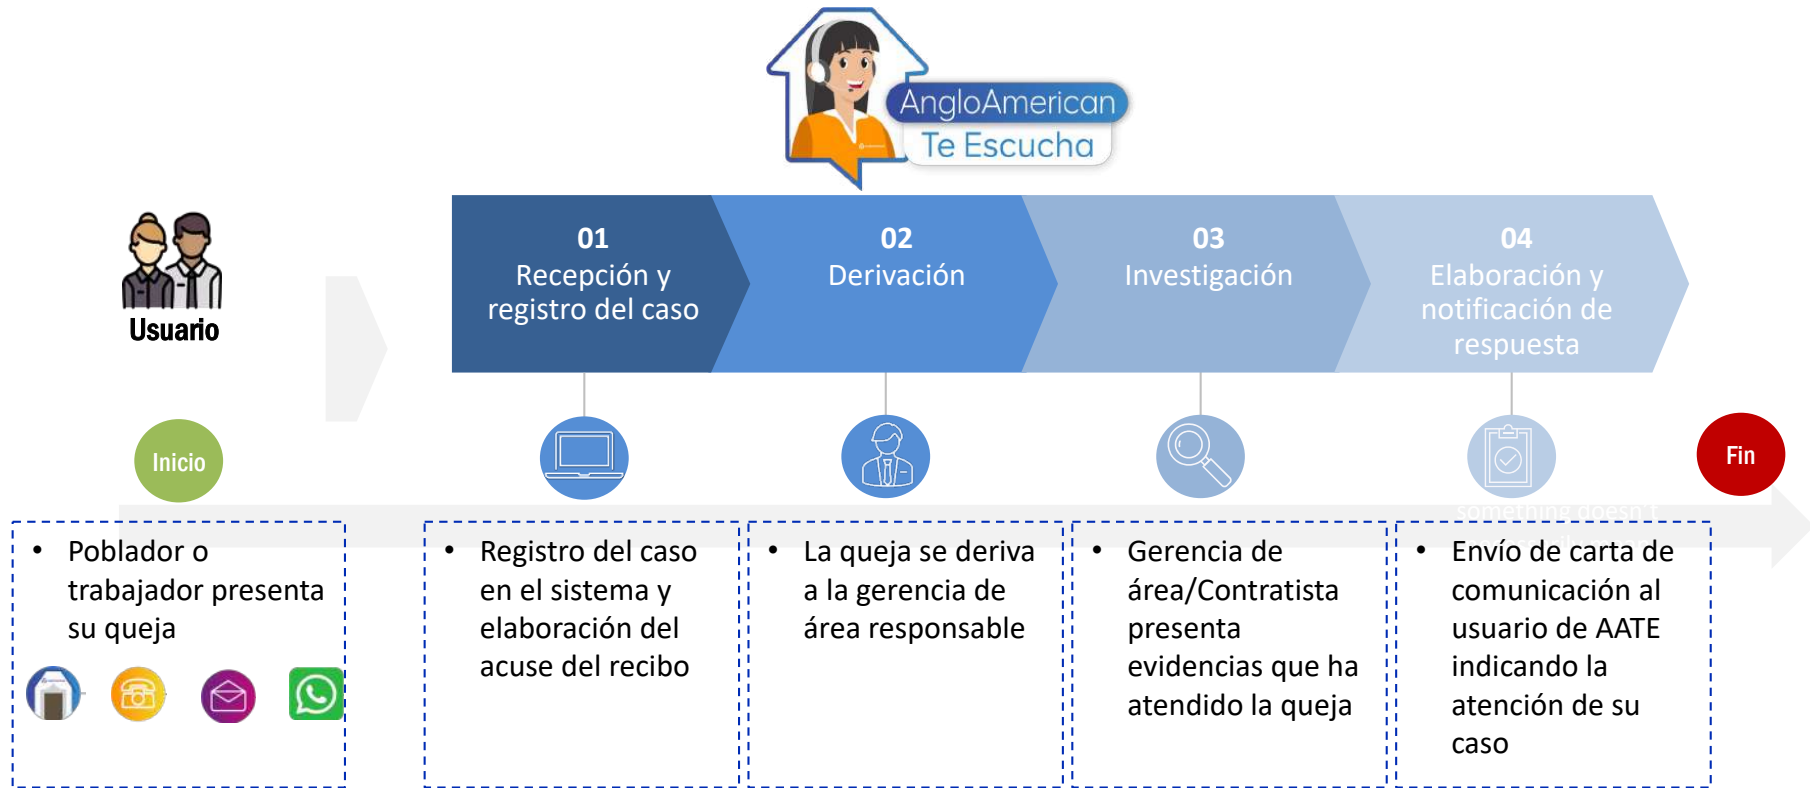 AngloAmerican
Te Escucha
Usuario
01
Recepción y
registro del caso
02
Derivación
03
Investigación
04
Elaboración y
notificación de
respuesta
Inicio
Fin
something doesn't
• Poblador o
trabajador presenta
su queja
• Registro del caso
en el sistema y
elaboración del
acuse del recibo
• La queja se deriva
a la gerencia de
área responsable
• Gerencia de
área/Contratista
presenta
evidencias que ha
atendido la queja
• Envío de carta de
comunicación al
usuario de AATE
indicando la
atención de su
caso